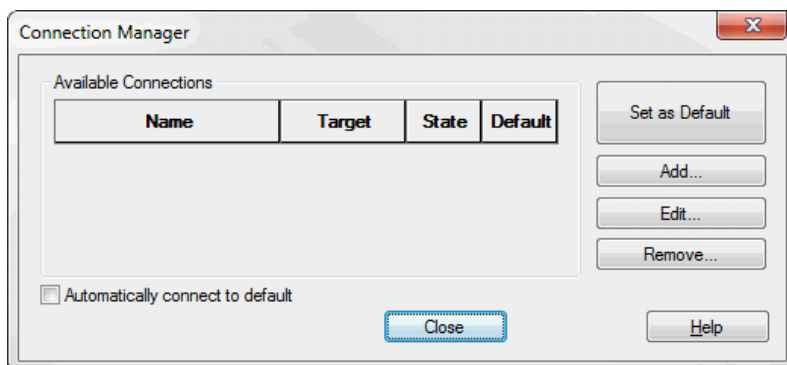 Connection Manager
Available Connections
Name Target State Default
Set as Default
Add...
Edit...
Remove...
Automatically connect to default
Close
Help